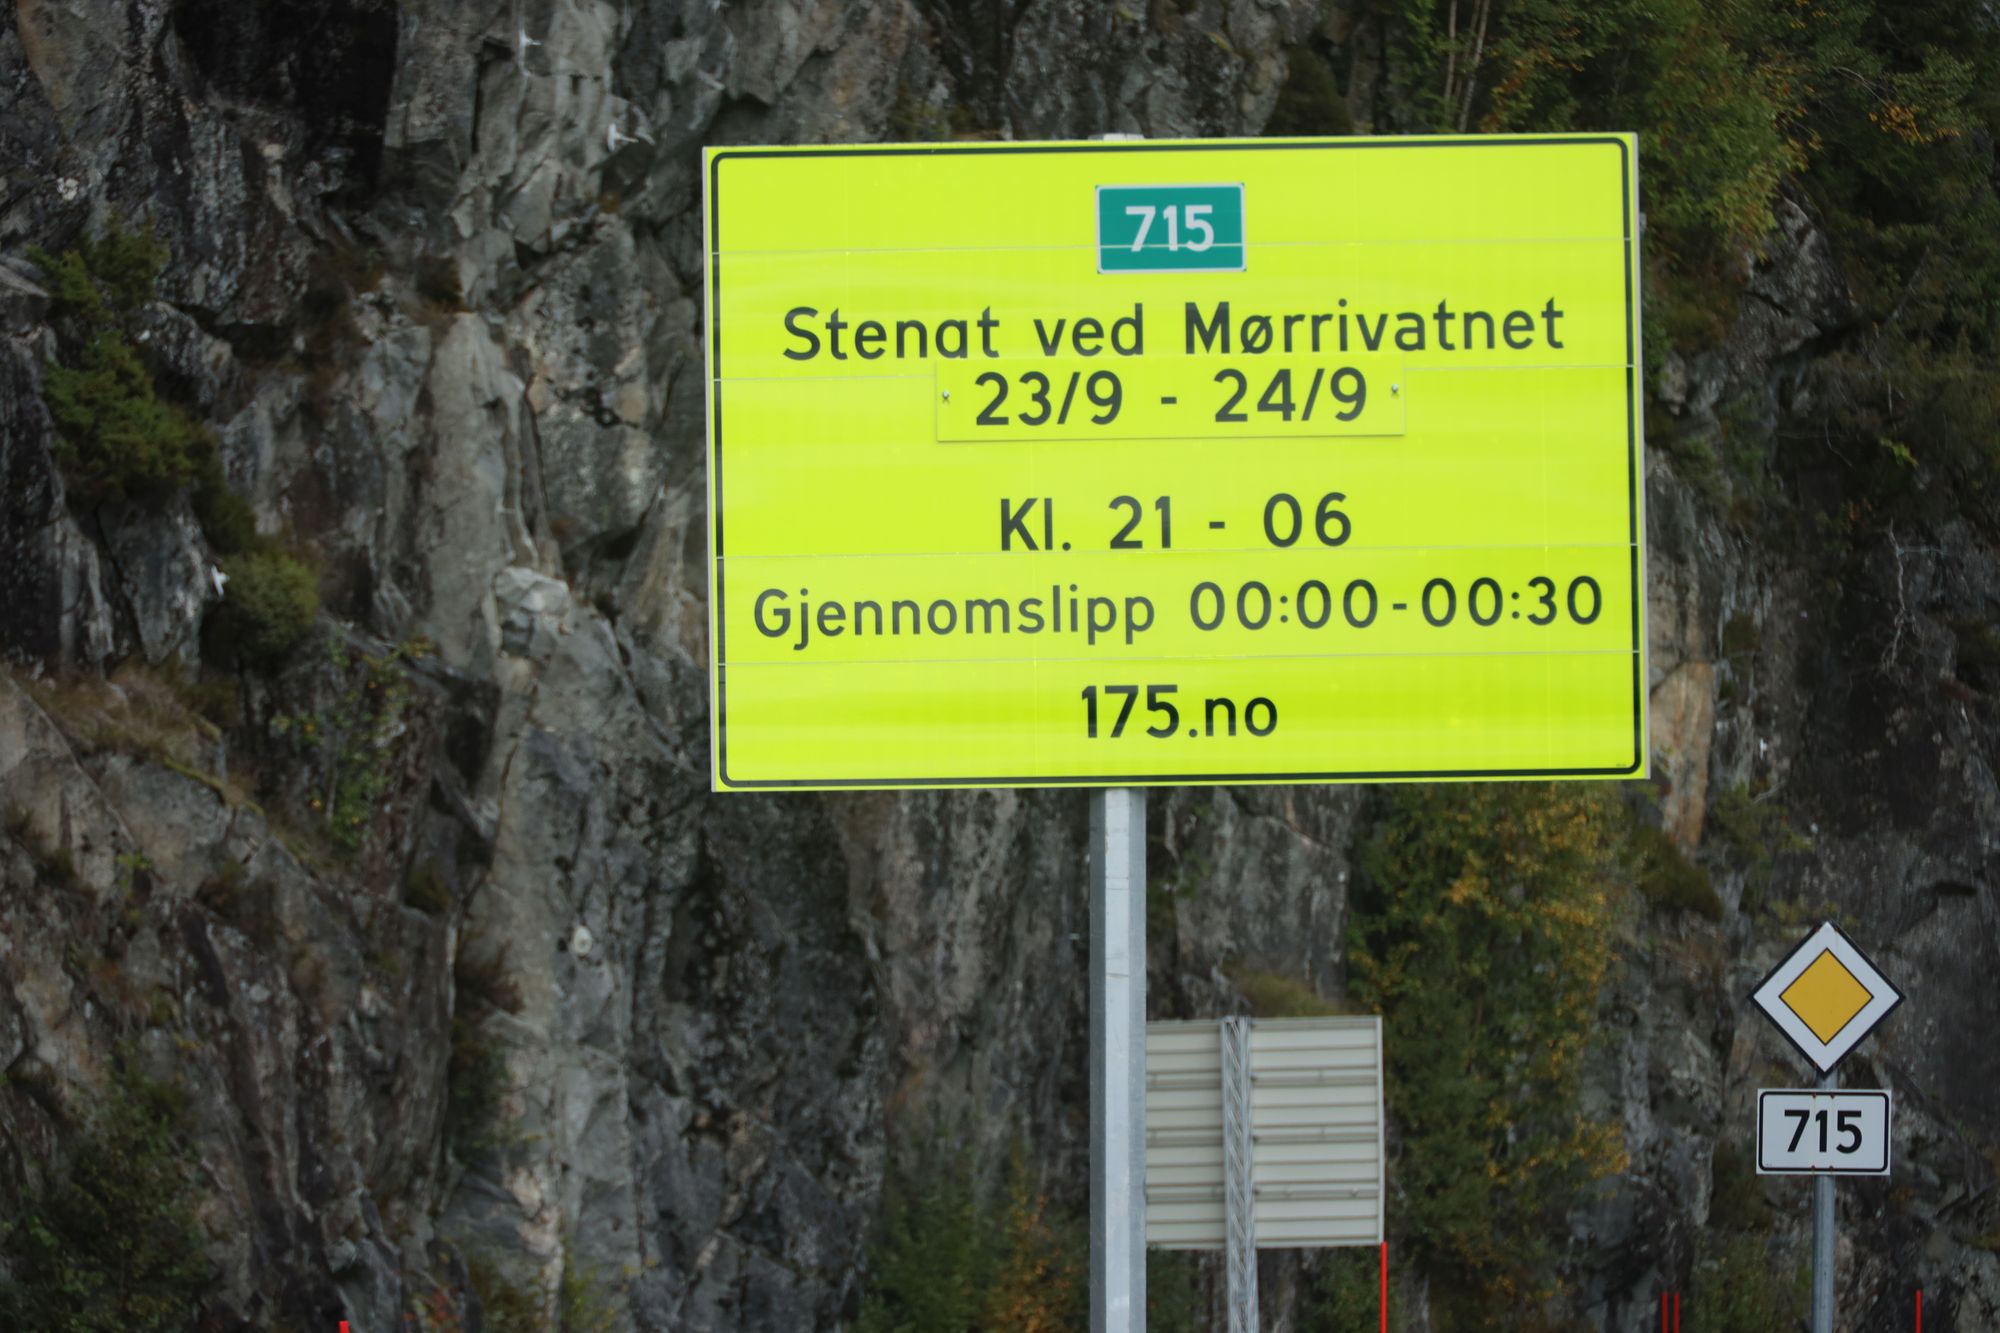 715
Stengt ved Mørrivatnet
23/9 - 24/9
Kl. 21 - 06
Gjennomslipp 00:00-00:30
175.no
715